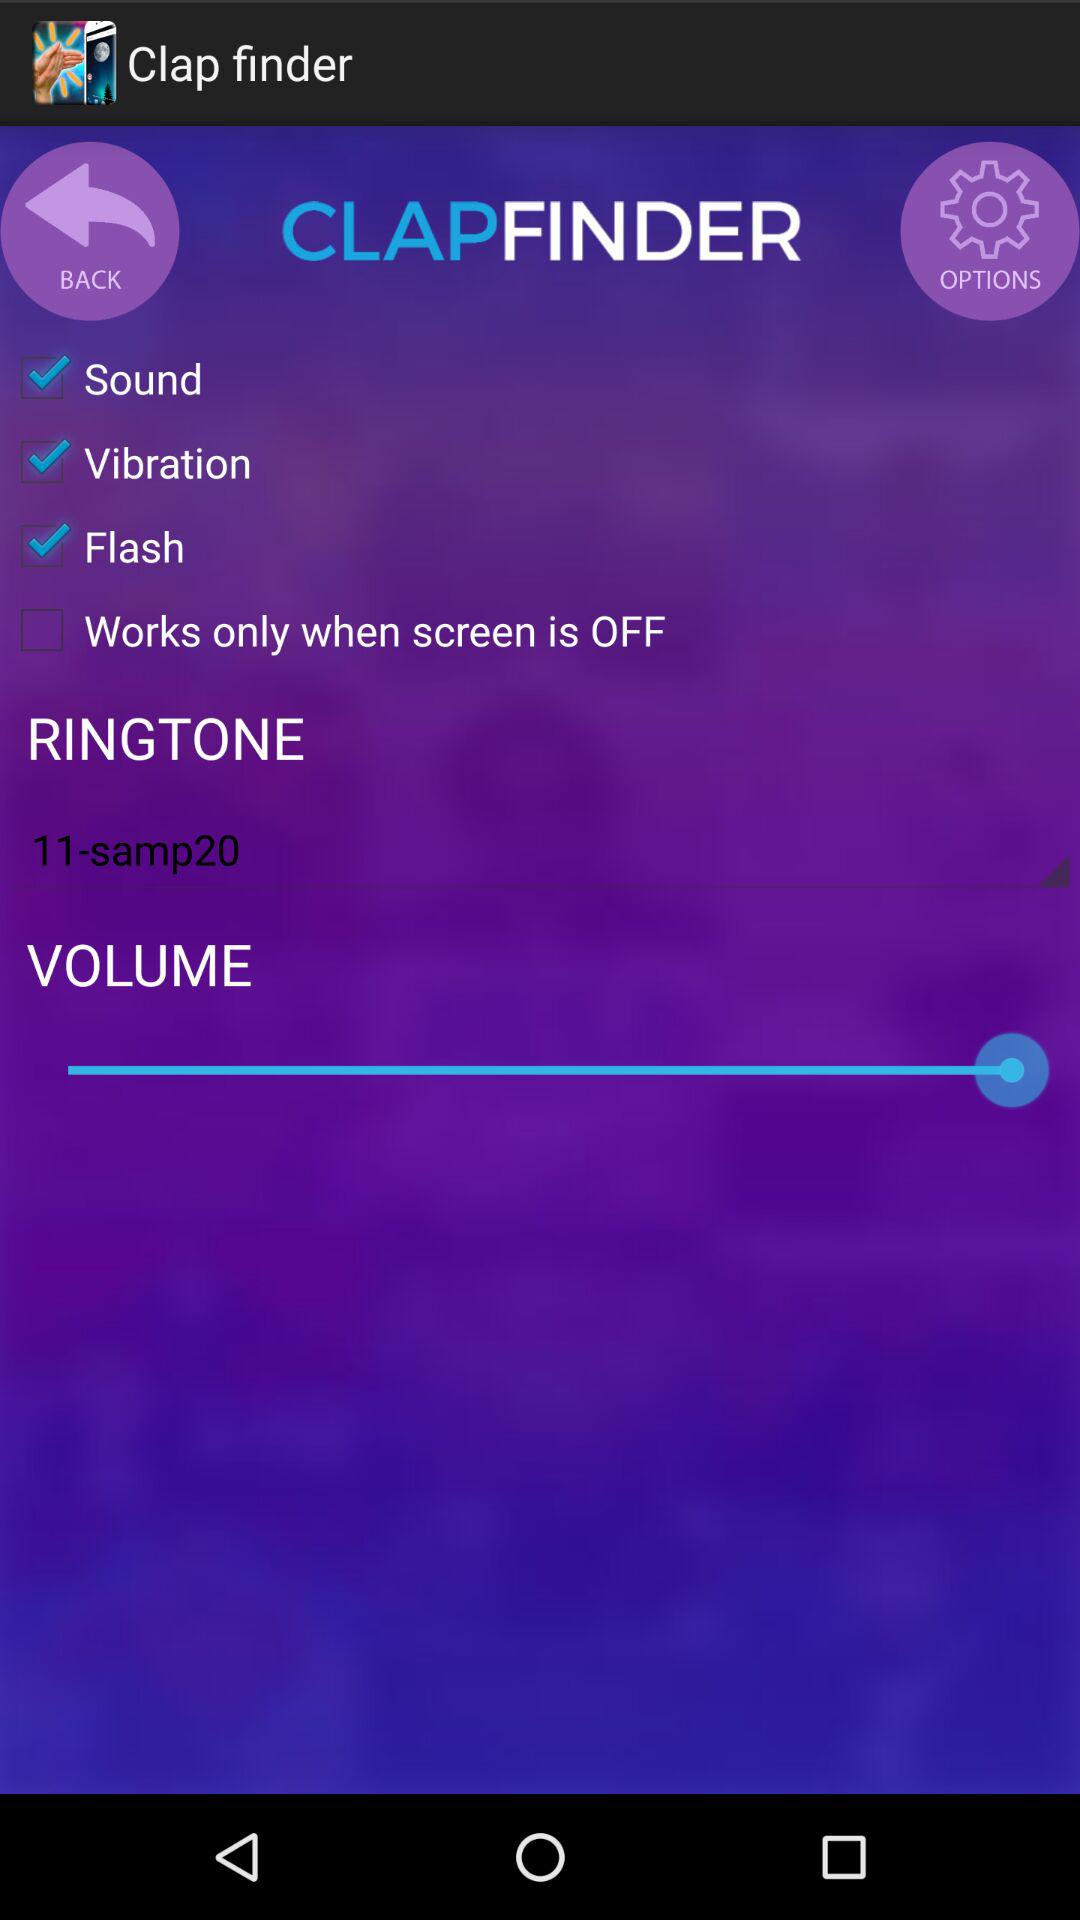 Clap finder
BACK
CLAPFINDER
OPTIONS
Sound
Vibration
Flash
Works only when screen is OFF
RINGTONE
11-samp20
VOLUME